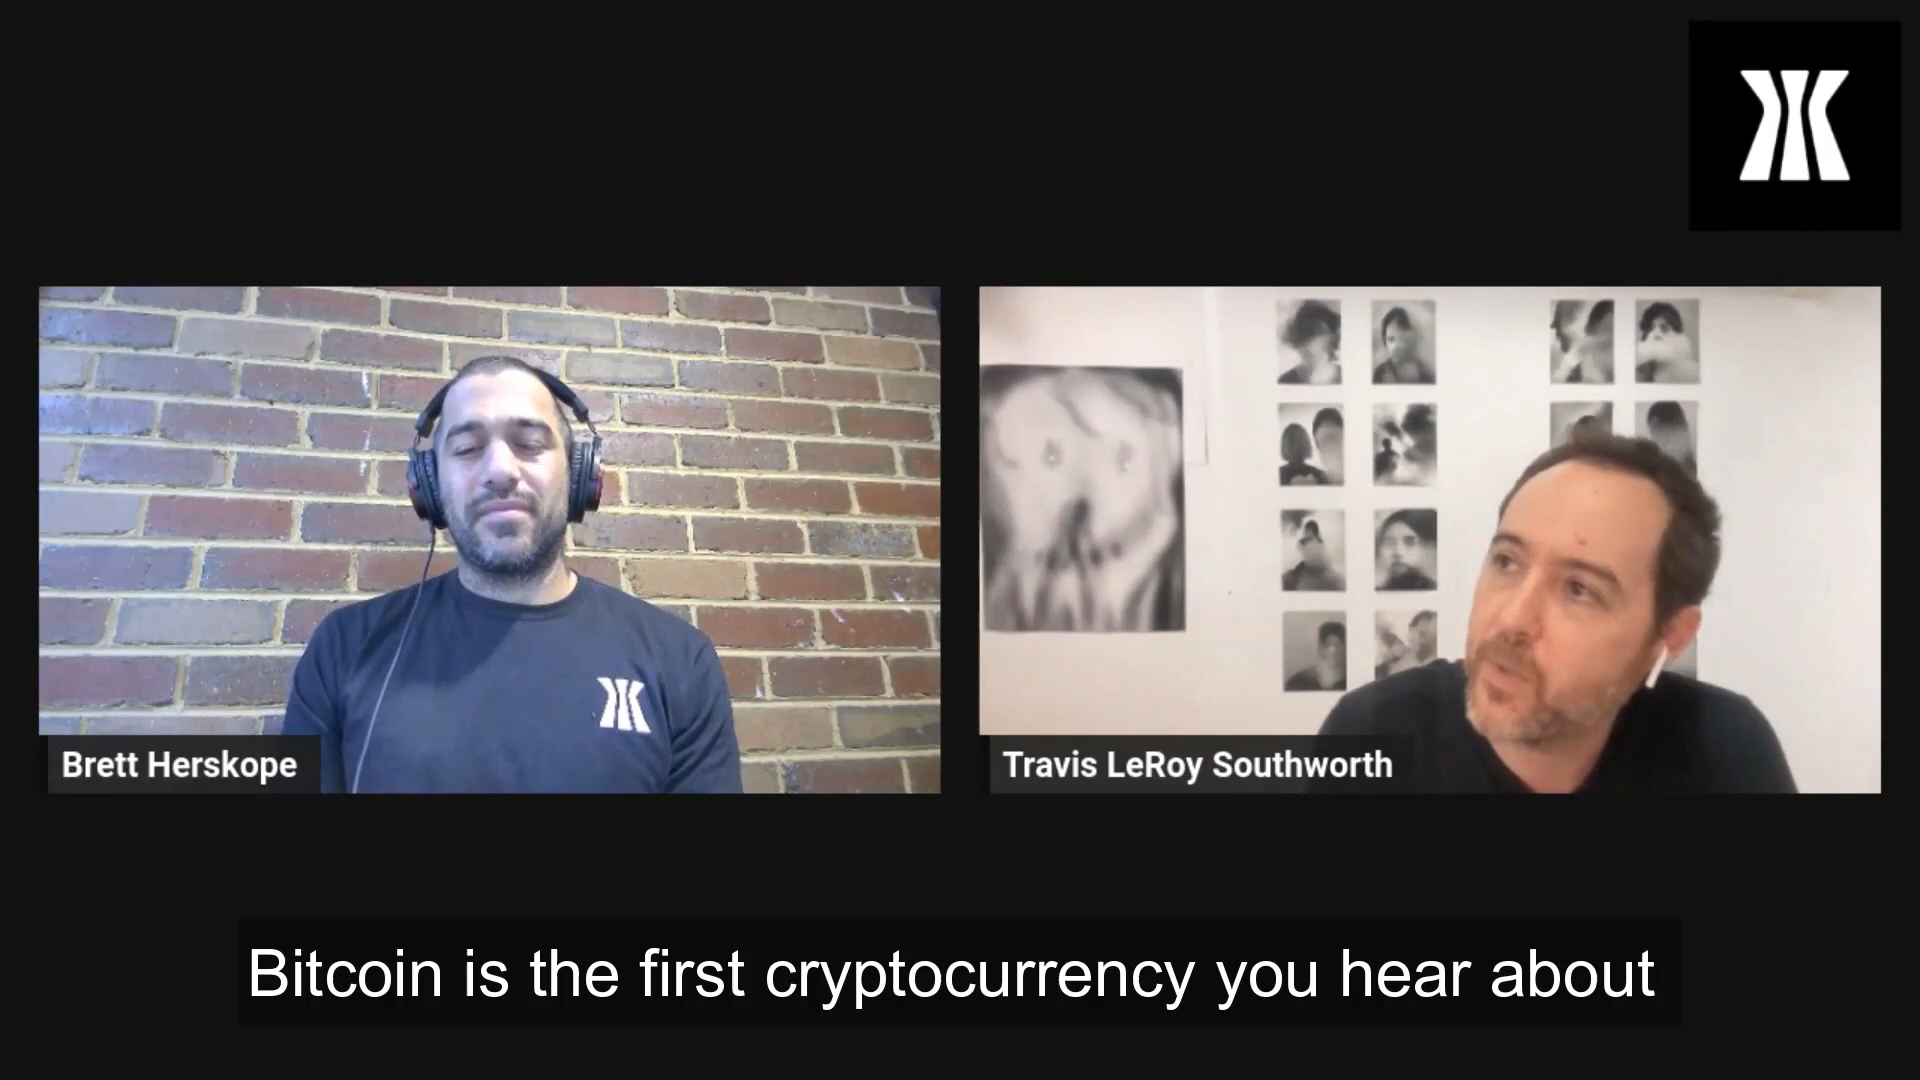 Brett Herskope
Travis LeRoy Southworth
Bitcoin is the first cryptocurrency you hear about